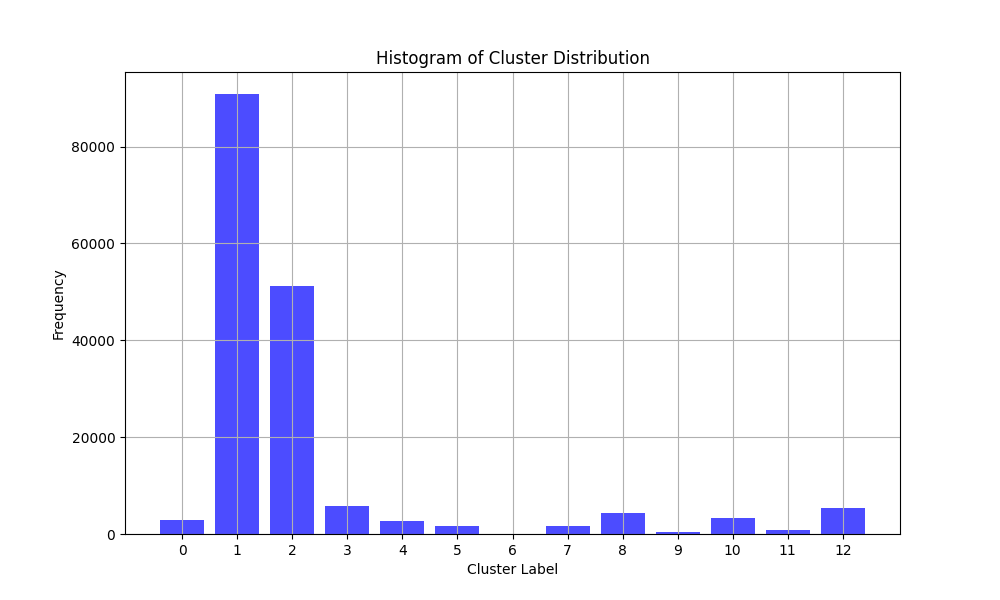 Histogram of Cluster Distribution
80000
60000
40000
20000
0
Frequency
0 1 2 3 4 5 6 7 8 9 10 11 12
Cluster Label